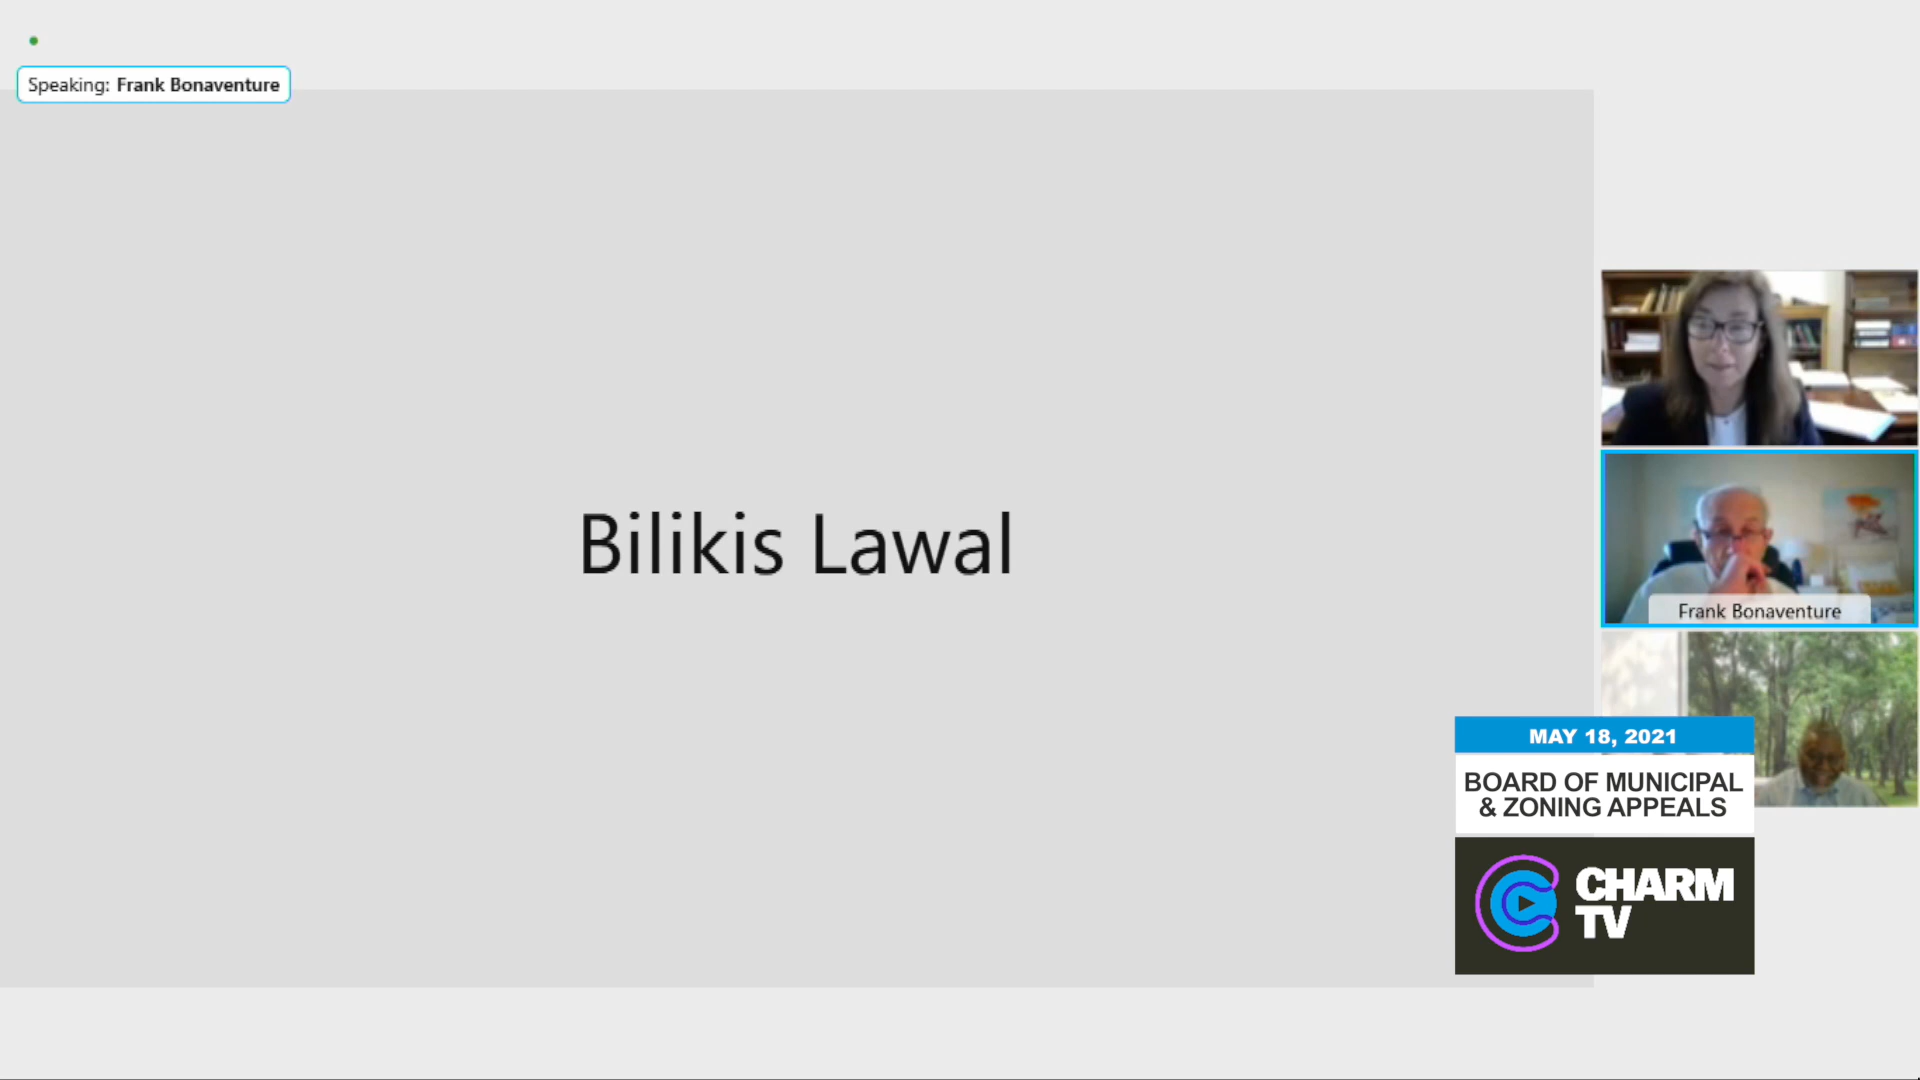 Speaking: Frank Bonaventure
Bilikis Lawal
Frank Bonaventure
MAY 18, 2021
BOARD OF MUNICIPAL
& ZONING APPEALS
CHARM
TV